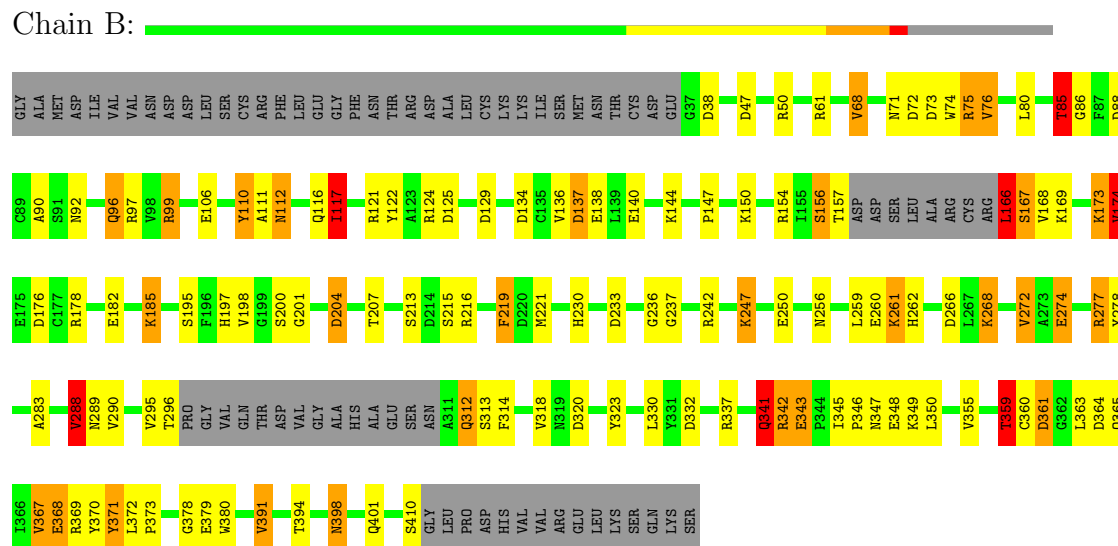 Chain B:
GLY ALA MET ASP ILE VAL VAL ASN ASP ASP LEU SER CYS ARG PHE LEU GLU GLY PHE ASN THR ARG ASP ALA LEU CYS LYS LYS ILE SER MET ASN THR CYS ASP GLU G37 D38 D47 R50 R61 V68 N71 D72 D73 W74 R75 V76 L80 T85 G86 F87 D88
C89 A90 S91 N92 Q96 R97 V98 R99 E106 Y110 A111 N112 Q116 I117 R121 Y122 A123 R124 D125 D129 D134 C135 V136 D137 E138 L139 E140 K144 P147 K150 R154 I155 S156 T157 ASP ASP SER LEU ALA ARG CYS ARG L166 S167 V168 K169 K173
E175 D176 C177 R178 E182 K185 S195 F196 H197 V198 G199 S200 G201 D204 T207 S213 D214 S215 R216 F219 D220 M221 H230 D233 G236 G237 R242 K247 E250 N256 L259 E260 K261 H262 D266 L267 K268 V272 A273 E274 R277
A283 V288 N289 V290 V295 T296 PRO GLY VAL GLN THR ASP VAL GLY ALA HIS ALA GLU SER ASN A311 Q312 S313 F314 V318 N319 D320 Y323 L330 Y331 D332 R337 Q341 R342 E343 P344 I345 P346 N347 E348 K349 L350 V355 T359 C360 D361 G362 L363 D364
I366 V367 E368 R369 Y370 Y371 L372 P373 G378 E379 W380 V391 T394 N398 Q401 S410 GLY LEU PRO ASP HIS VAL VAL ARG GLU LEU LYS SER GLN LYS SER